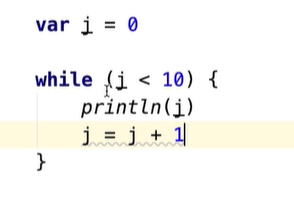 var j = 0
while (j < 10) {
println(j)
j = j + 1
}